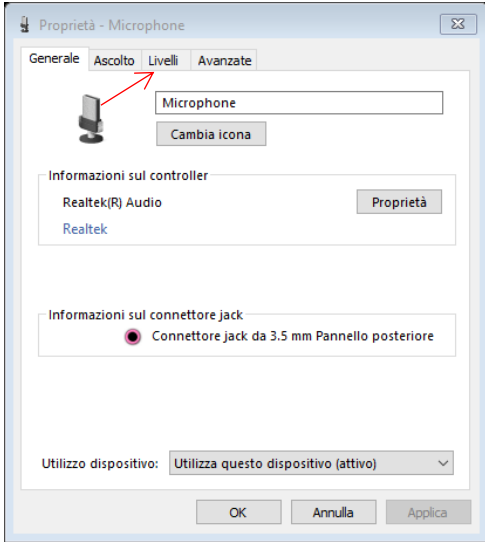 Proprietà - Microphone
Generale Ascolto Livelli Avanzate
Microphone
Cambia icona
Informazioni sul controller
Realtek(R) Audio Proprietà
Realtek
Informazioni sul connettore jack
Connettore jack da 3.5 mm Pannello posteriore
Utilizzo dispositivo: Utilizza questo dispositivo (attivo)
OK Annulla Applica